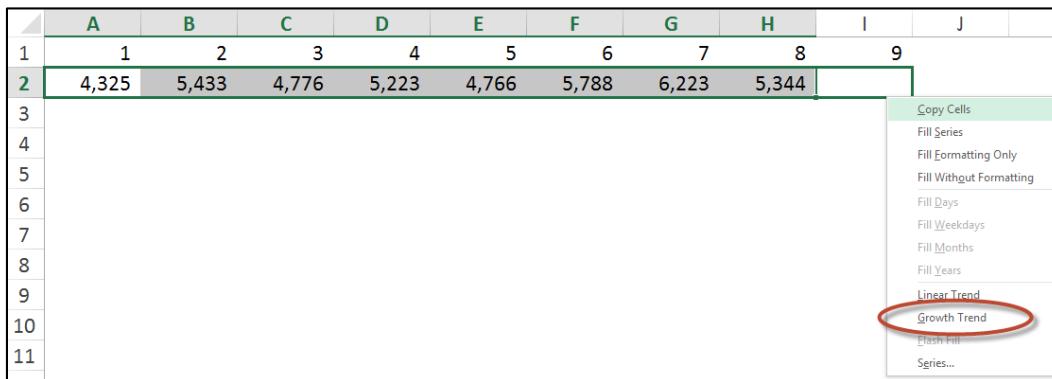 A B C D E F G H I J
1 1 2 3 4 5 6 7 8 9
2 4,325 5,433 4,776 5,223 4,766 5,788 6,223 5,344
3
4
5
6
7
8
9
10
11
Copy Cells
Fill Series
Fill Formatting Only
Fill Without Formatting
Fill Days
Fill Weekdays
Fill Months
Fill Years
Linear Trend
Growth Trend
Flash Fill
Series...